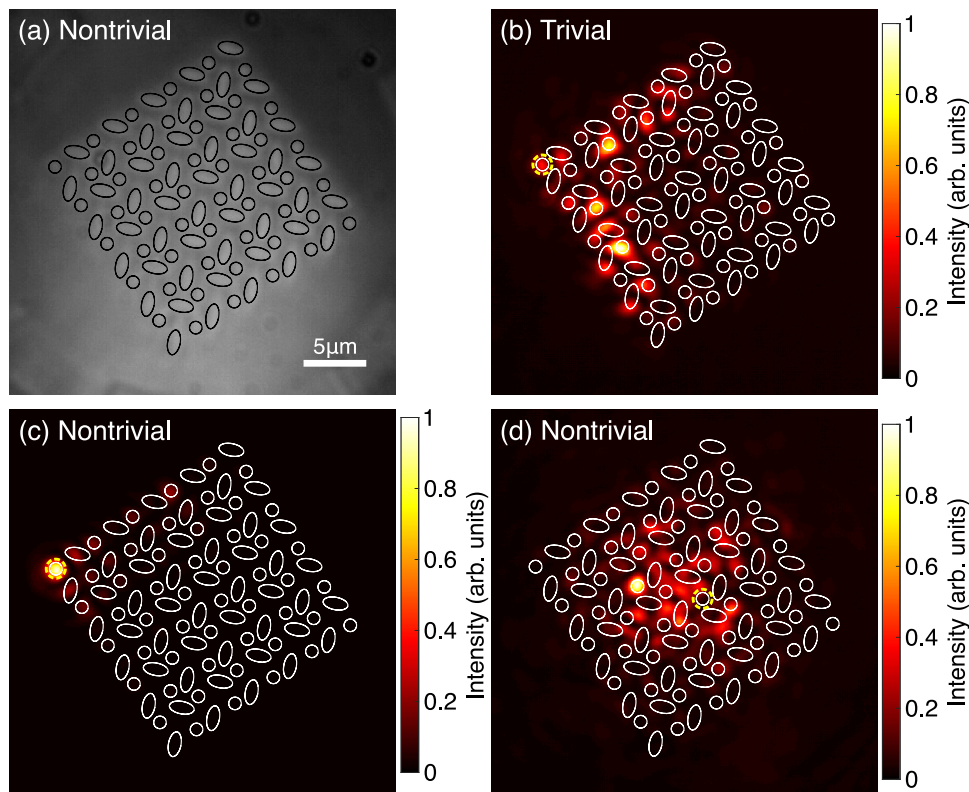 (a) Nontrivial
5μm
(b) Trivial
1
0.8
0.6
0.4
0.2
0
Intensity (arb. units)
(c) Nontrivial
1
0.8
0.6
0.4
0.2
0
Intensity (arb. units)
(d) Nontrivial
1
0.8
0.6
0.4
0.2
0
Intensity (arb. units)